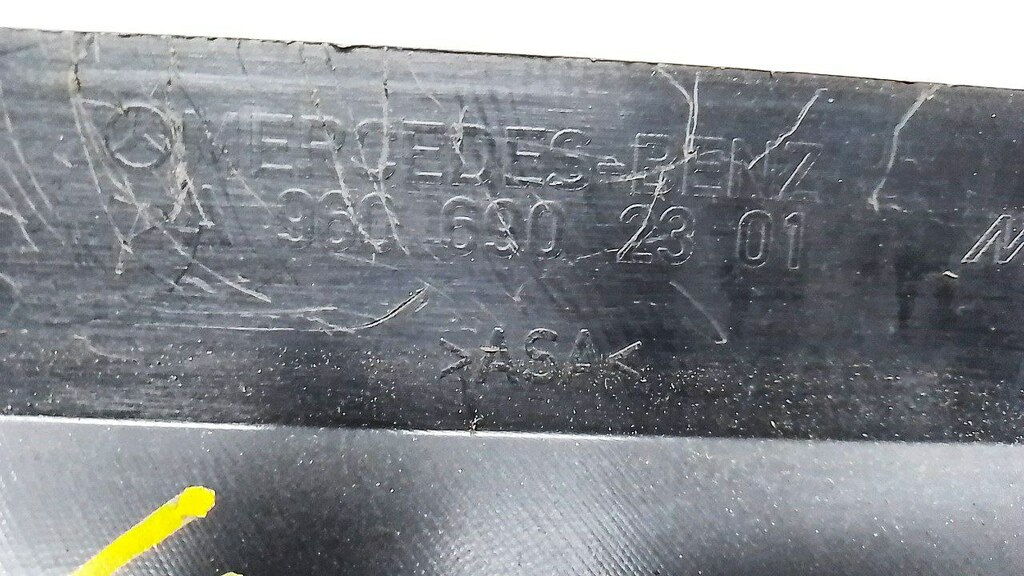 MERCEDES-BENZ
A 960 690 23 01
>ASA<